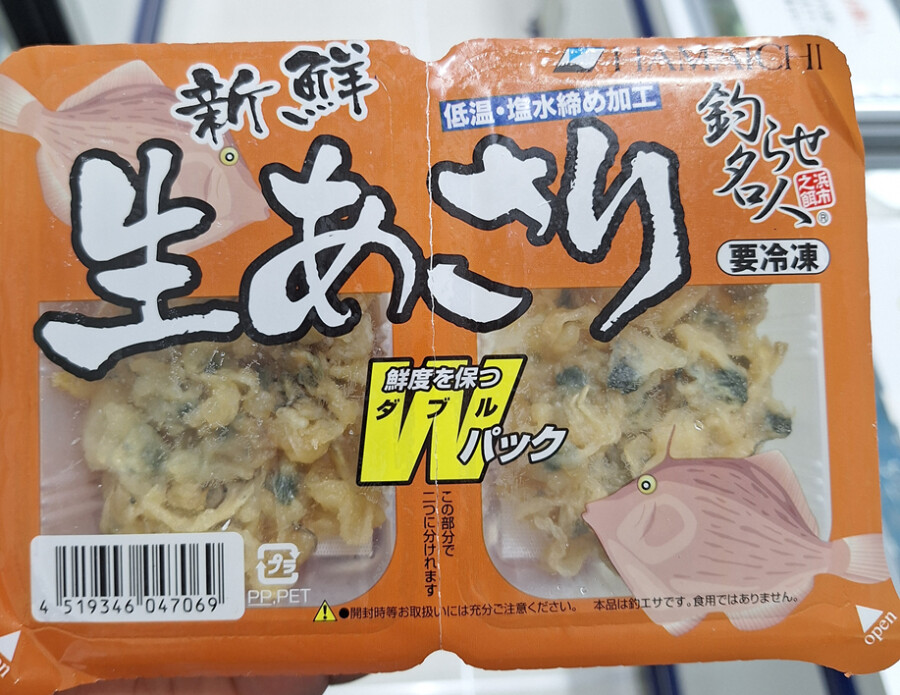 HAMAICHI
新鮮
低温・塩水締め加工
生あさり
釣らせ名人
浜市之餌
®
要冷凍
鮮度を保つ
ダブル
Wパック
この部分で
二つに分けれます
4 519346 047069
プラ
PP,PET
●開封時等お取扱いには充分ご注意ください。 本品は釣エサです。食用ではありません。
open